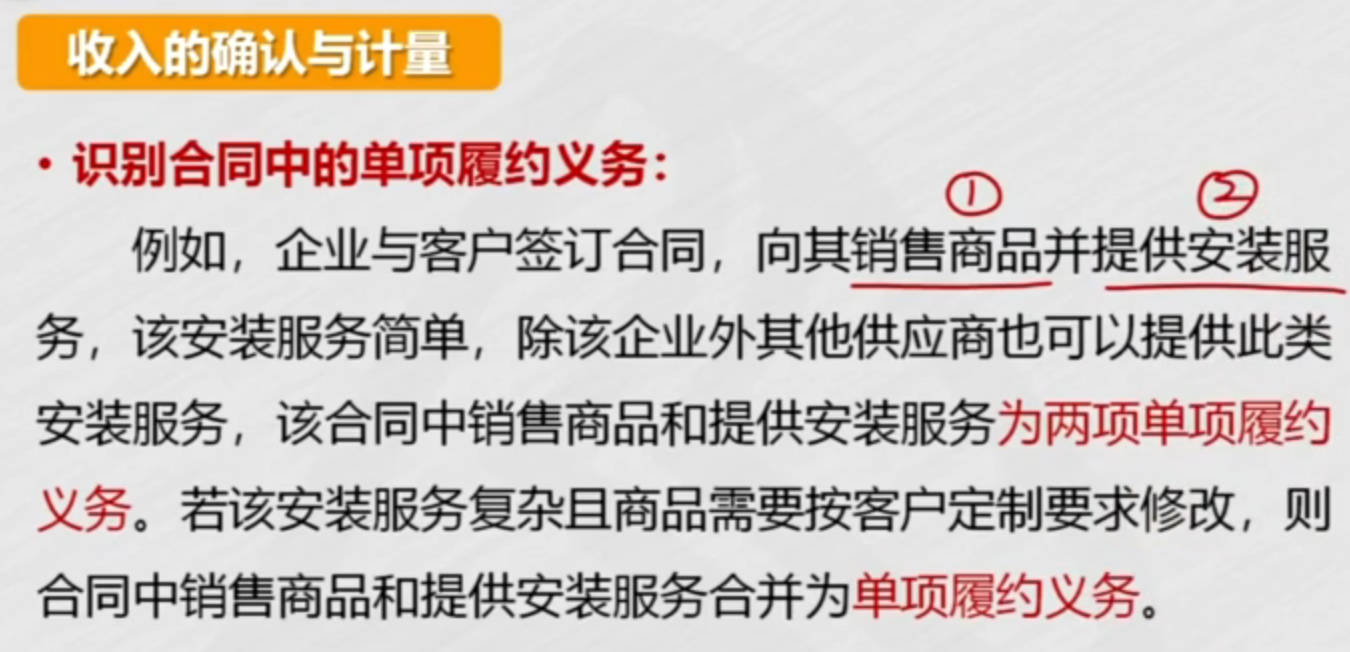 收入的确认与计量
• 识别合同中的单项履约义务：
① ②
例如，企业与客户签订合同，向其销售商品并提供安装服
务，该安装服务简单，除该企业外其他供应商也可以提供此类
安装服务，该合同中销售商品和提供安装服务为两项单项履约
义务。若该安装服务复杂且商品需要按客户定制要求修改，则
合同中销售商品和提供安装服务合并为单项履约义务。